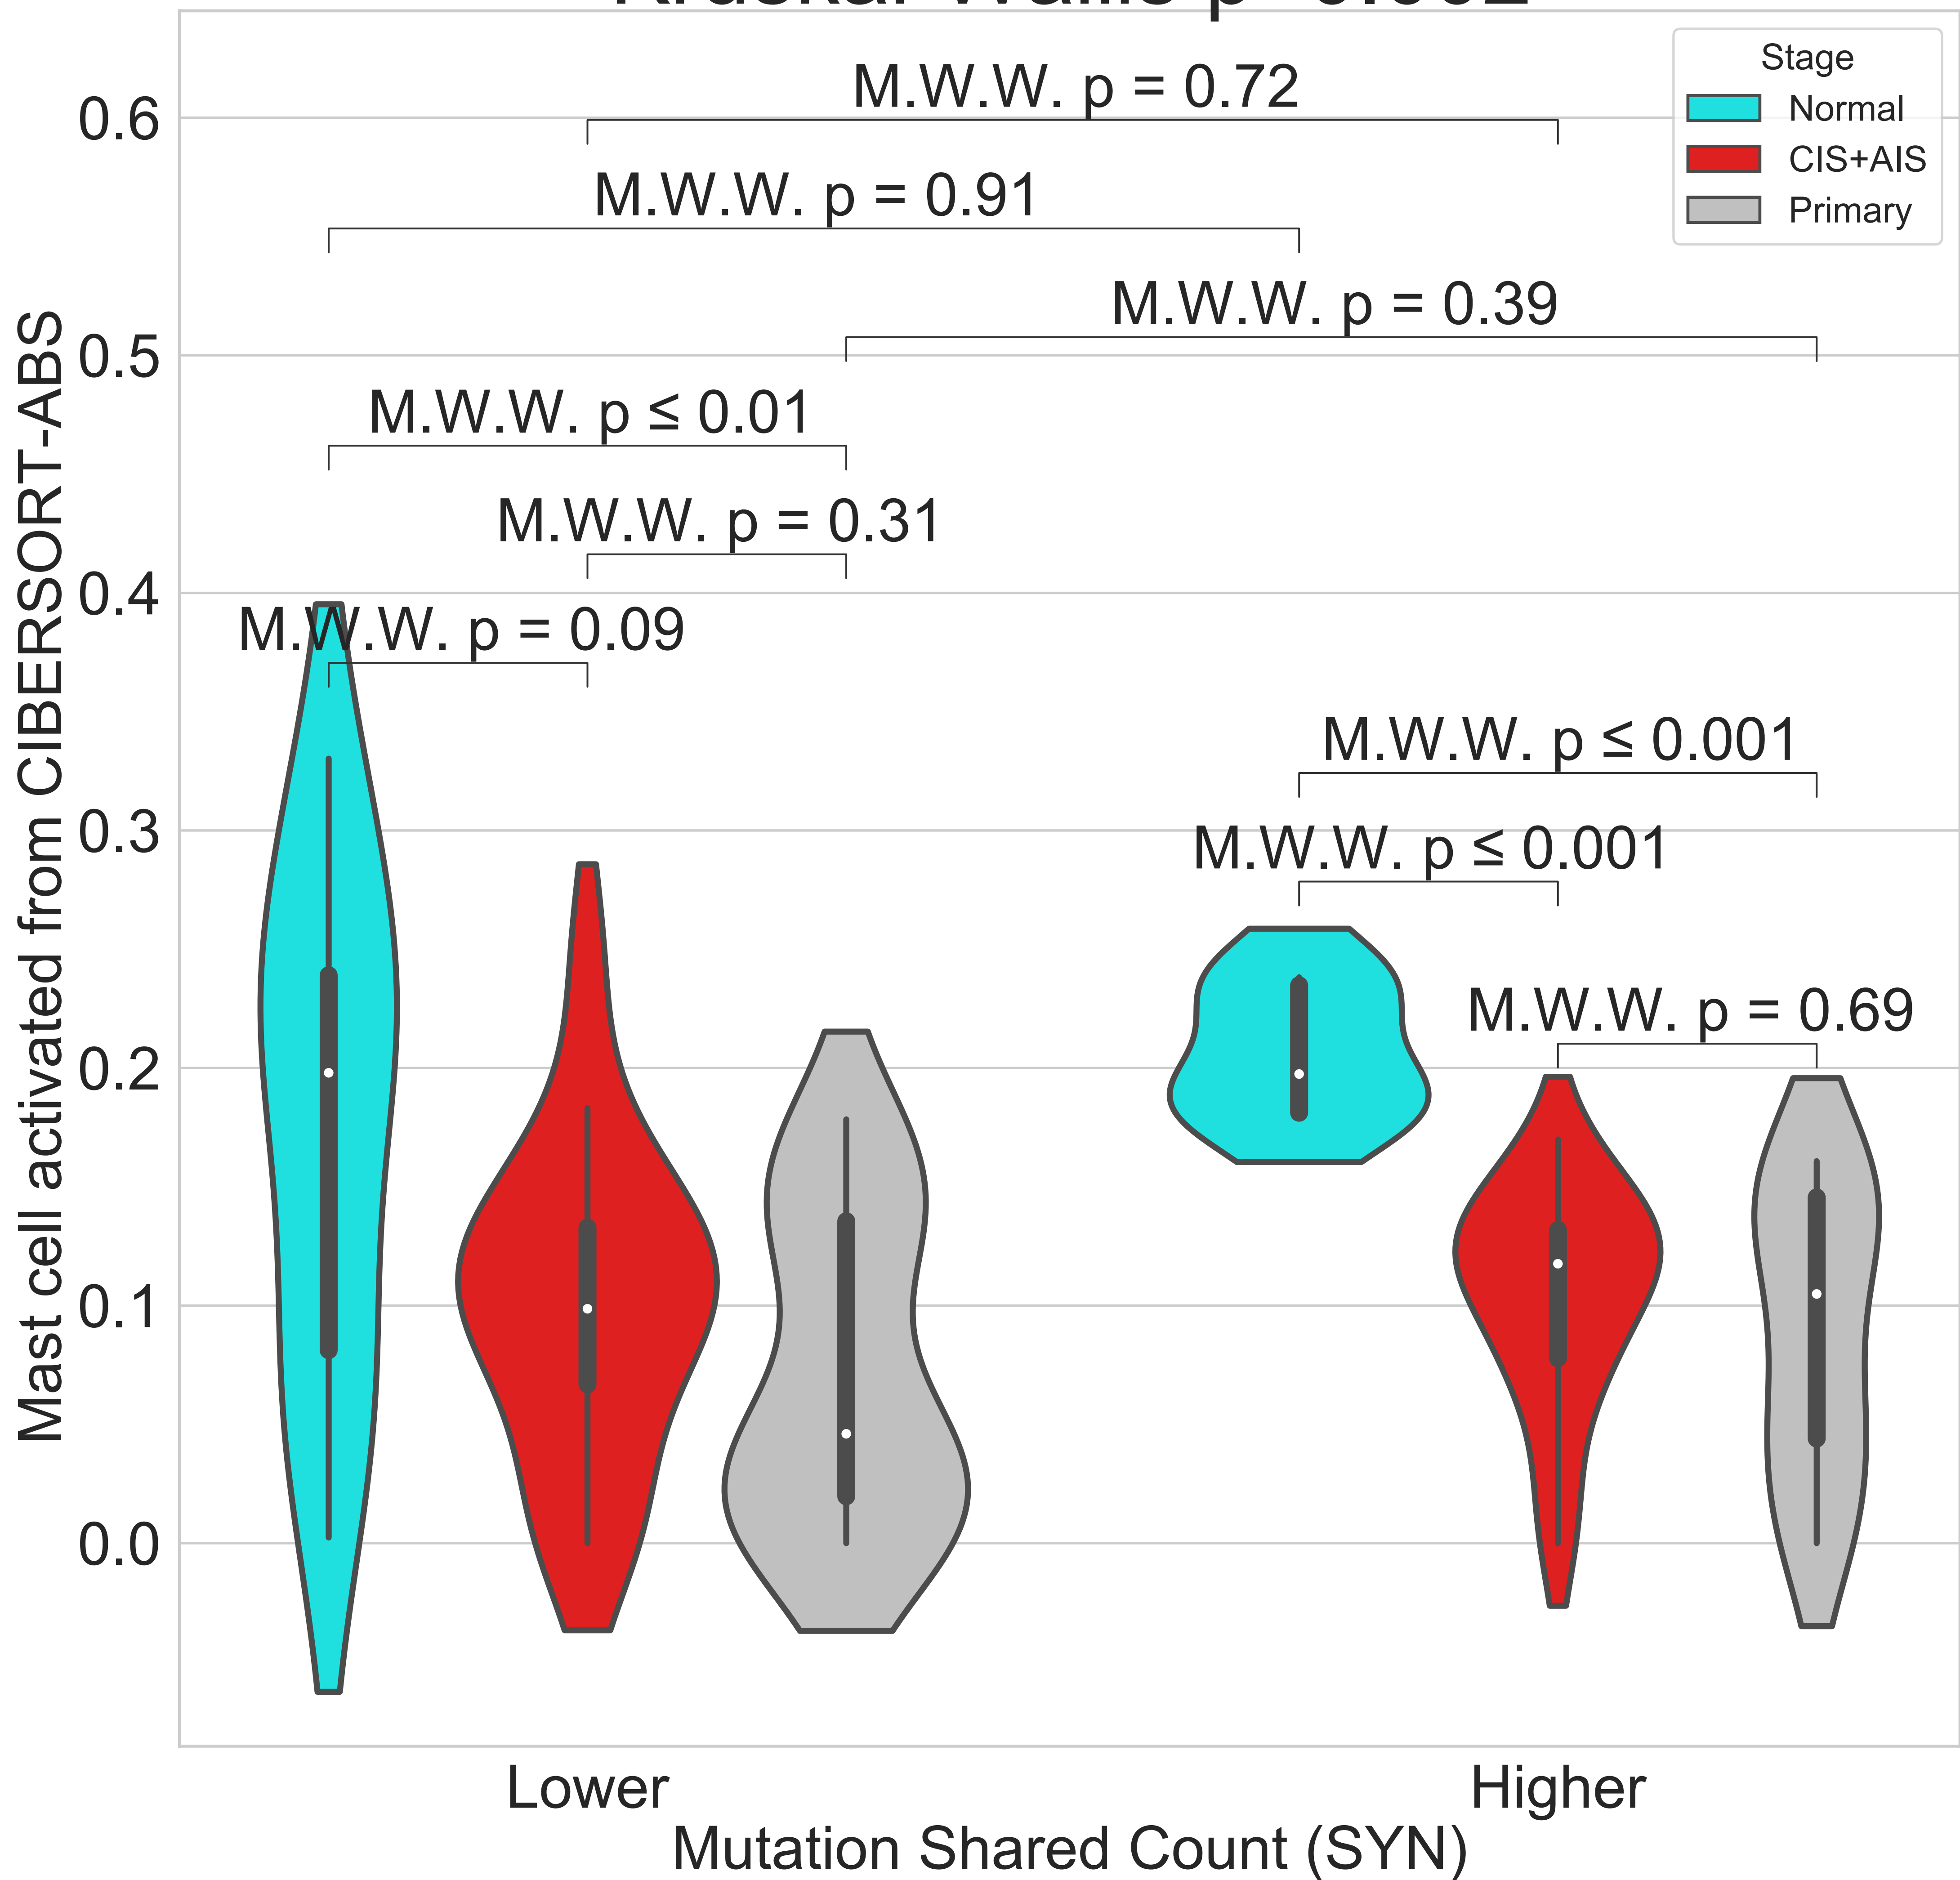 Stage
Normal
CIS+AIS
Primary
M.W.W. p = 0.72
M.W.W. p = 0.91
M.W.W. p = 0.39
M.W.W. p ≤ 0.01
M.W.W. p = 0.31
M.W.W. p = 0.09
M.W.W. p ≤ 0.001
M.W.W. p ≤ 0.001
M.W.W. p = 0.69
0.6
0.5
0.4
0.3
0.2
0.1
0.0
Mast cell activated from CIBERSORT-ABS
Lower
Higher
Mutation Shared Count (SYN)